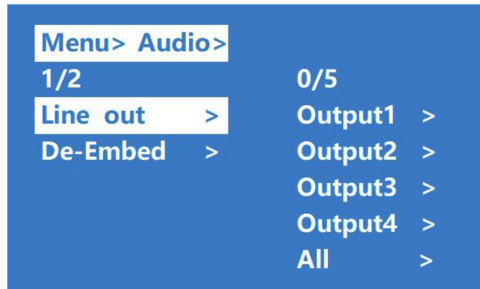 Menu> Audio>
1/2
Line out >
De-Embed >
0/5
Output1 >
Output2 >
Output3 >
Output4 >
All >